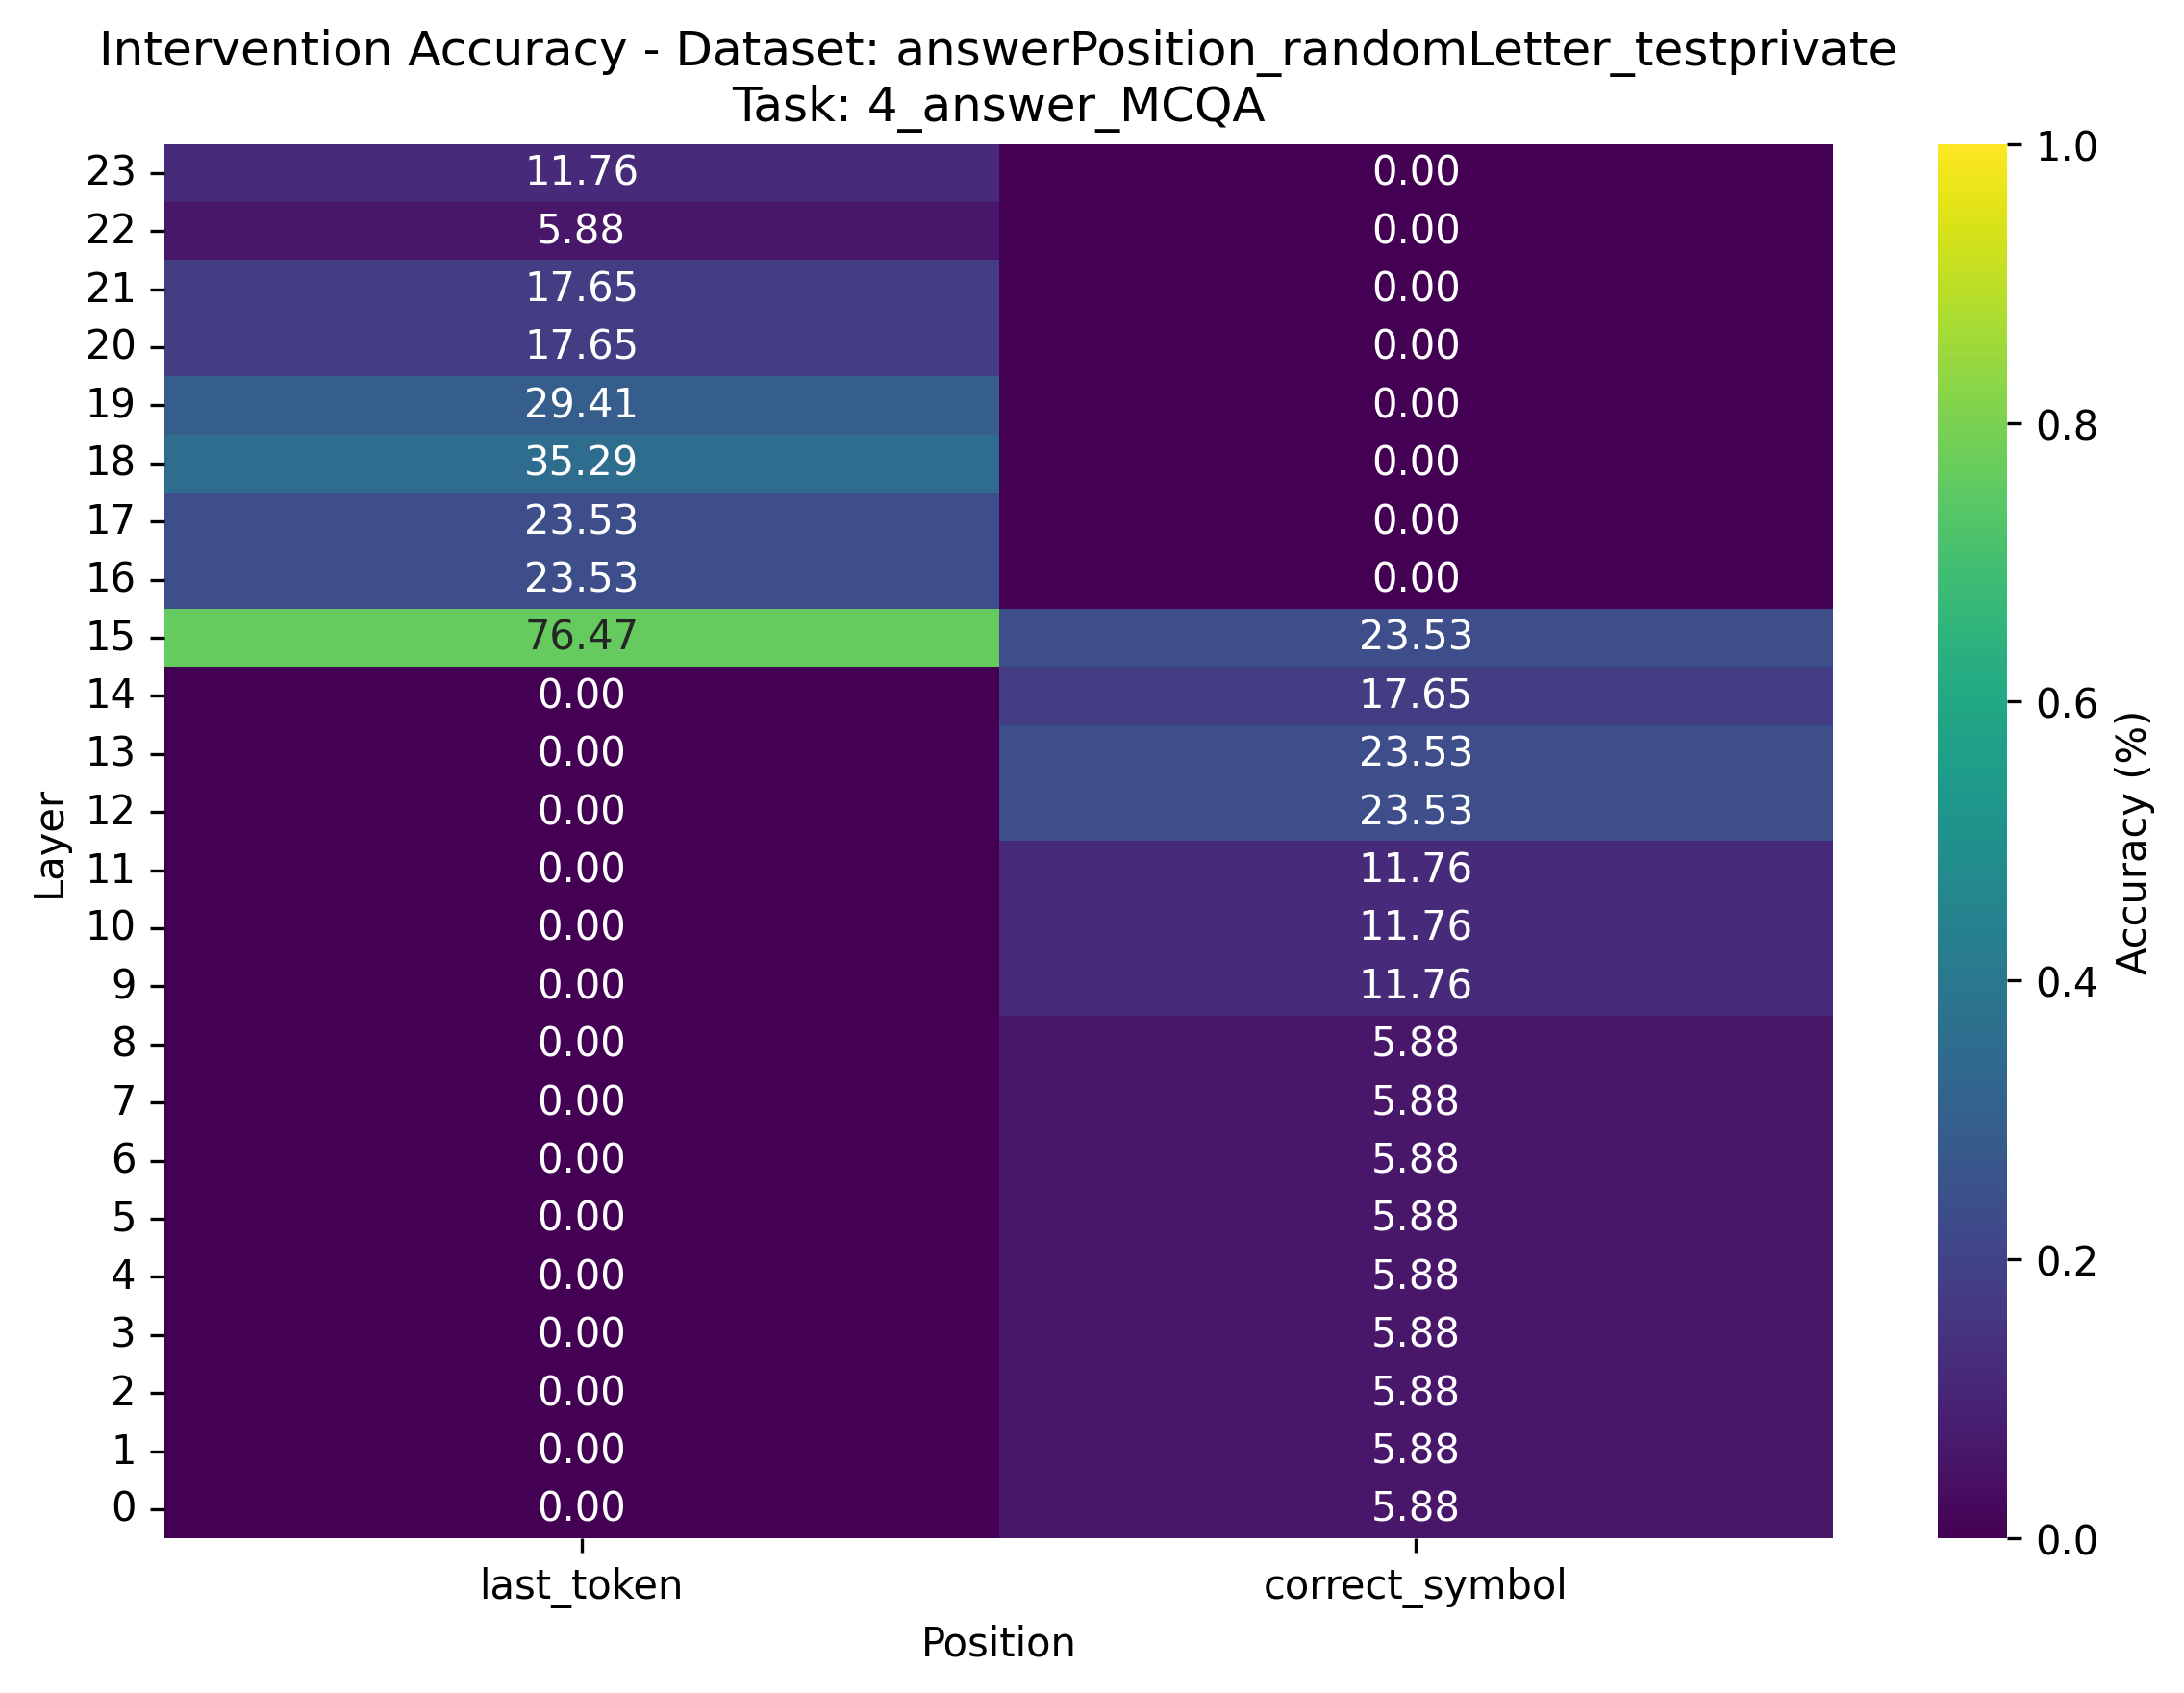 Intervention Accuracy - Dataset: answerPosition_randomLetter_testprivate
Task: 4_answer_MCQA
23 11.76 0.00
22 5.88 0.00
21 17.65 0.00
20 17.65 0.00
19 29.41 0.00
18 35.29 0.00
17 23.53 0.00
16 23.53 0.00
15 76.47 23.53
14 0.00 17.65
13 0.00 23.53
12 0.00 23.53
11 0.00 11.76
10 0.00 11.76
9 0.00 11.76
8 0.00 5.88
7 0.00 5.88
6 0.00 5.88
5 0.00 5.88
4 0.00 5.88
3 0.00 5.88
2 0.00 5.88
1 0.00 5.88
0 0.00 5.88
Layer
last_token correct_symbol
Position
1.0
0.8
0.6
0.4
0.2
0.0
Accuracy (%)